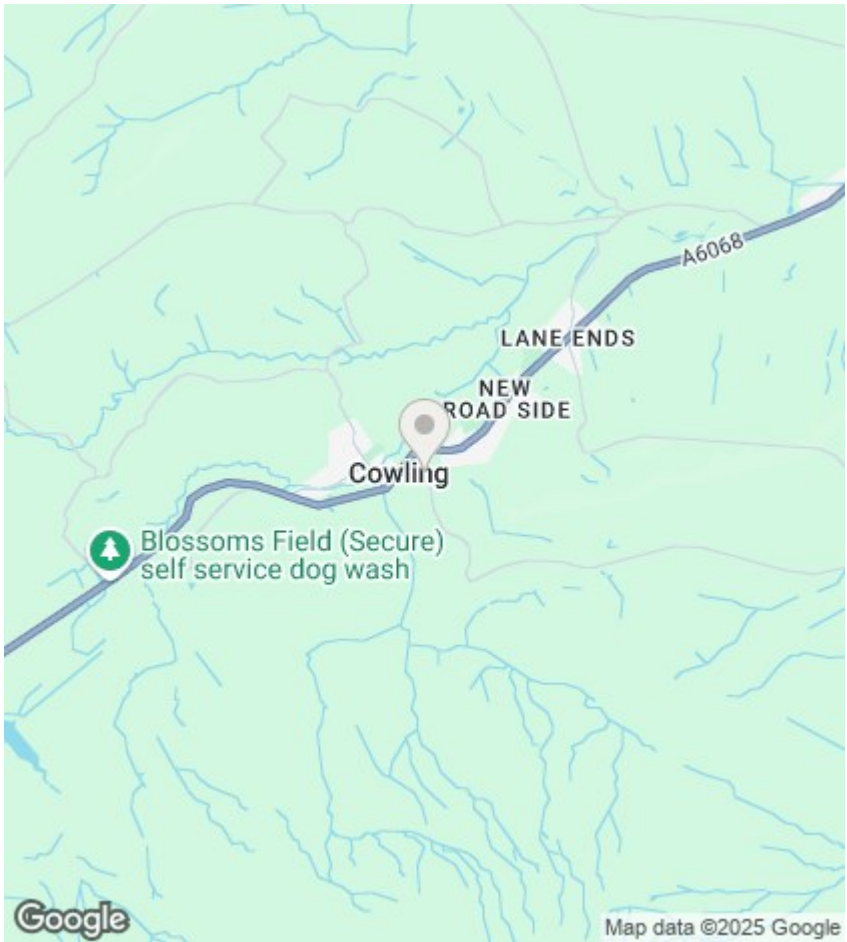 A6068
LANE ENDS
NEW
ROAD SIDE
Cowling
Blossoms Field (Secure)
self service dog wash
Google
Map data ©2025 Google